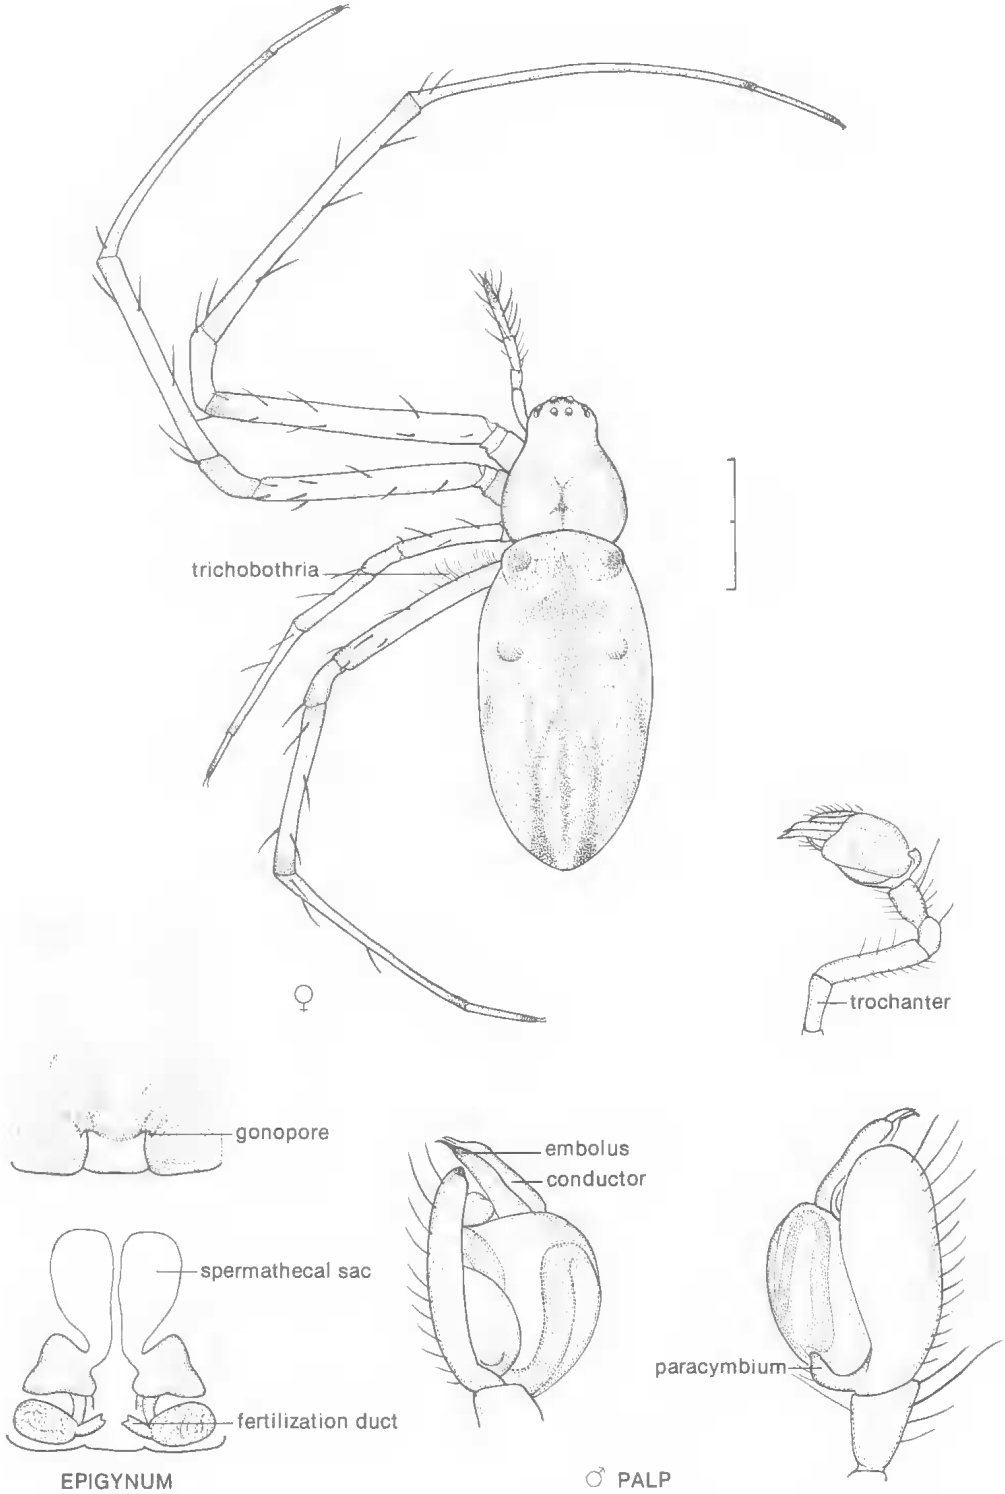 trichobothria
♀
trochanter
gonopore
embolus
conductor
spermathecal sac
paracymbium
fertilization duct
EPIGYNUM
♂ PALP